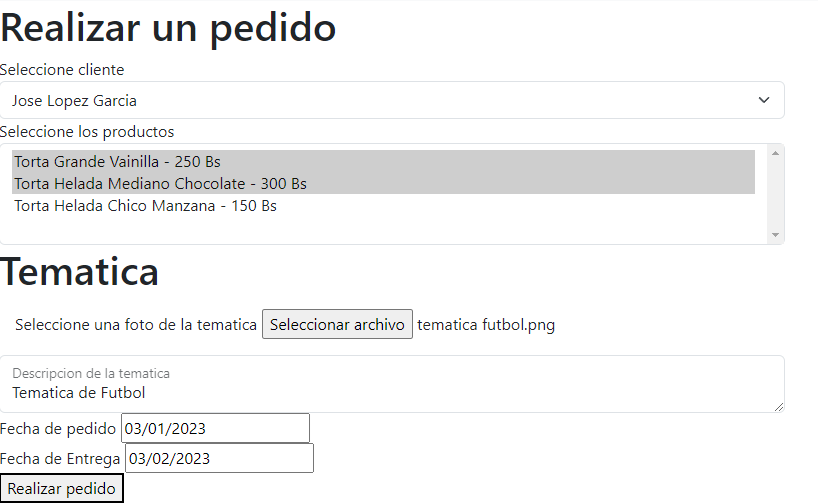 Realizar un pedido
Seleccione cliente
Jose Lopez Garcia
Seleccione los productos
Torta Grande Vainilla - 250 Bs
Torta Helada Mediano Chocolate - 300 Bs
Torta Helada Chico Manzana - 150 Bs
Tematica
Seleccione una foto de la tematica Seleccionar archivo tematica futbol.png
Descripcion de la tematica
Tematica de Futbol
Fecha de pedido 03/01/2023
Fecha de Entrega 03/02/2023
Realizar pedido